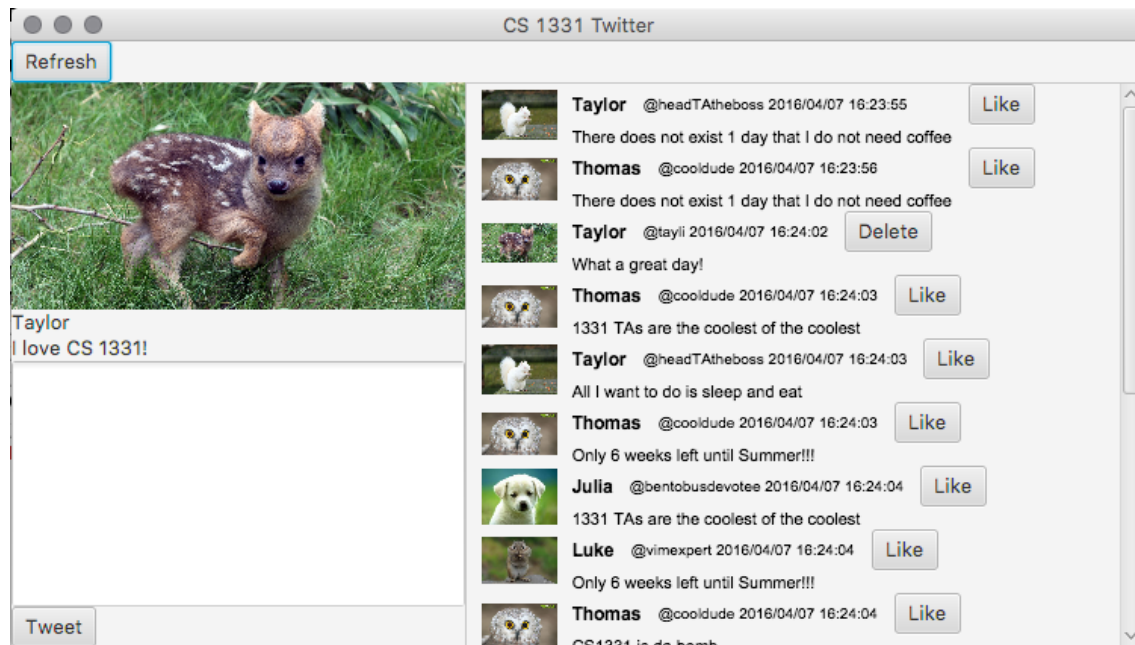 CS 1331 Twitter
Refresh
Taylor
I love CS 1331!
Tweet
Taylor @headTAtheboss 2016/04/07 16:23:55 Like
There does not exist 1 day that I do not need coffee
Thomas @cooldude 2016/04/07 16:23:56 Like
There does not exist 1 day that I do not need coffee
Taylor @tayli 2016/04/07 16:24:02 Delete
What a great day!
Thomas @cooldude 2016/04/07 16:24:03 Like
1331 TAs are the coolest of the coolest
Taylor @headTAtheboss 2016/04/07 16:24:03 Like
All I want to do is sleep and eat
Thomas @cooldude 2016/04/07 16:24:03 Like
Only 6 weeks left until Summer!!!
Julia @bentobusdevotee 2016/04/07 16:24:04 Like
1331 TAs are the coolest of the coolest
Luke @vimexpert 2016/04/07 16:24:04 Like
Only 6 weeks left until Summer!!!
Thomas @cooldude 2016/04/07 16:24:04 Like
CS1331 is da bomb